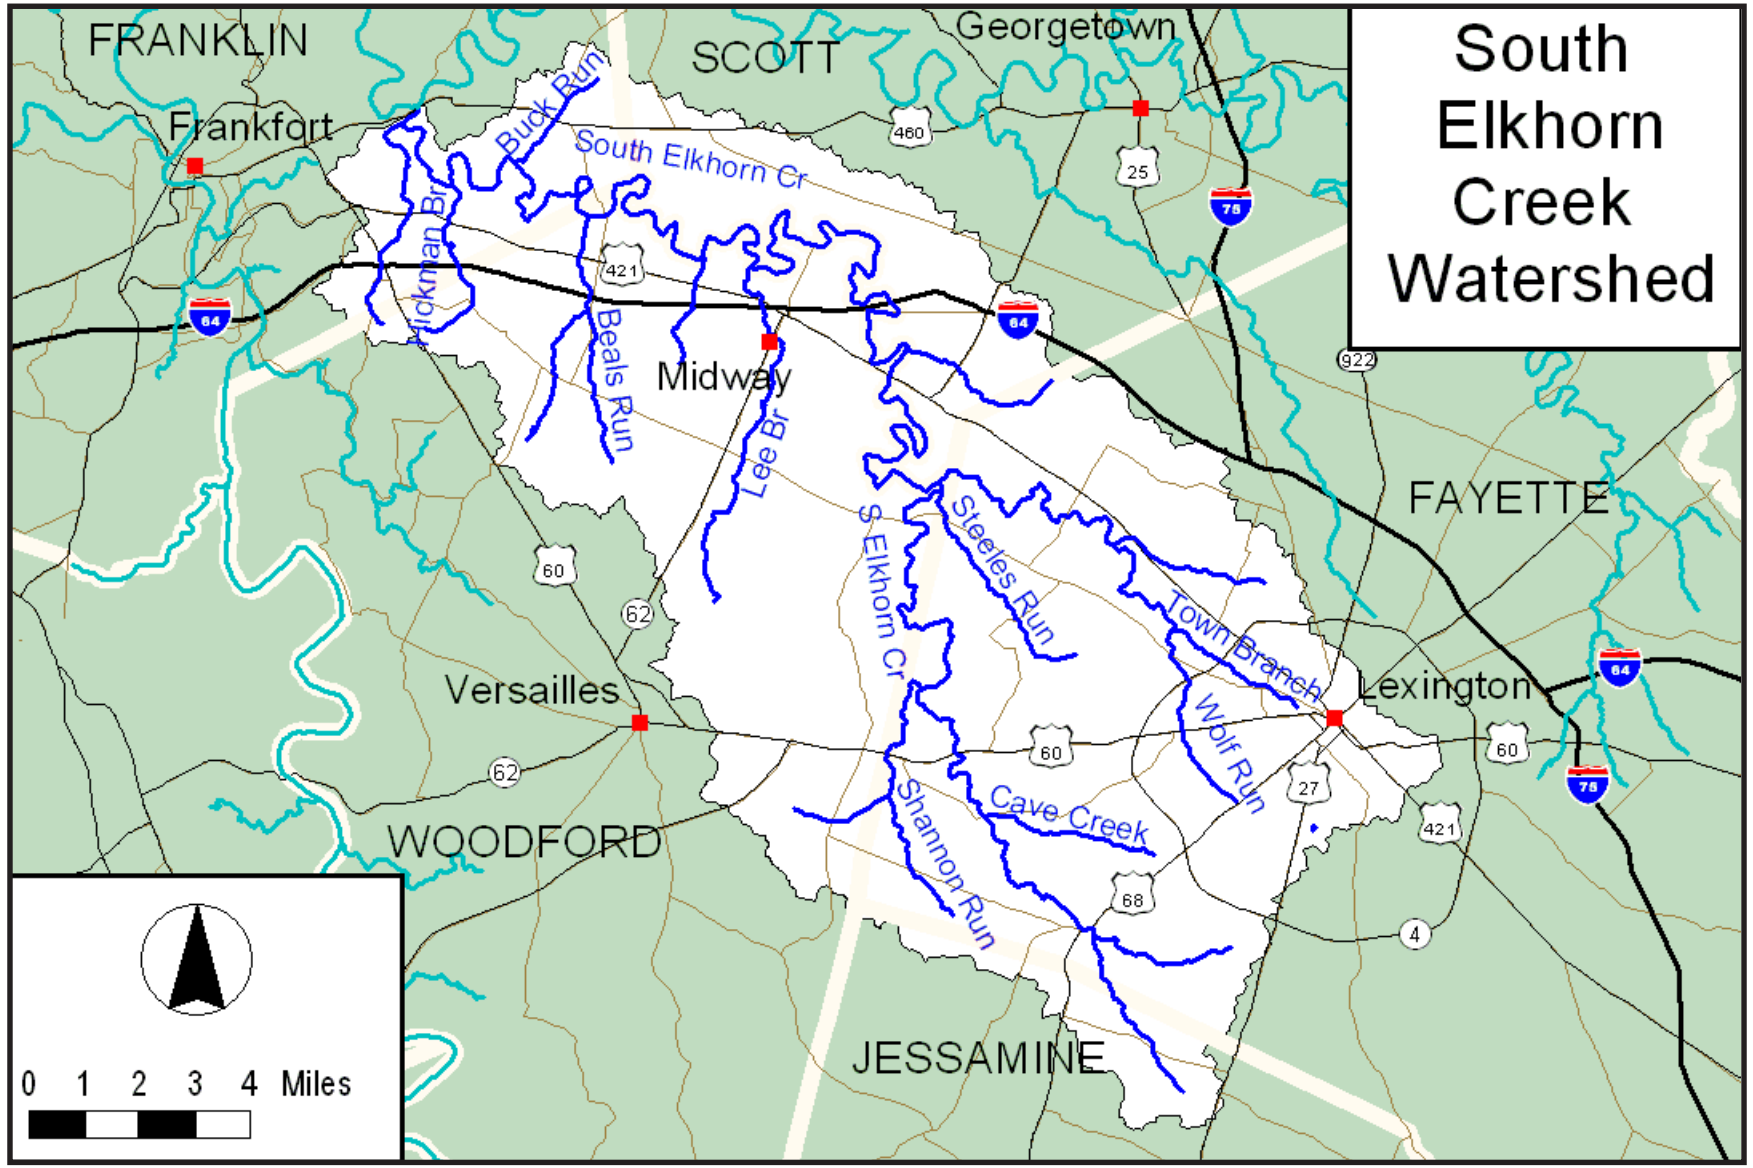 South
Elkhorn
Creek
Watershed
FRANKLIN
SCOTT
Georgetown
Frankfort
Buck Run
South Elkhorn Cr
460
25
75
Hickman Br
421
64
64
Beals Run
Midway
922
Lee Br
FAYETTE
S Elkhorn Cr
Steeles Run
60
62
Town Branch
64
Versailles
Lexington
Wolf Run
60
60
62
27
75
Shannon Run
Cave Creek
421
WOODFORD
68
4
JESSAMINE
0 1 2 3 4 Miles